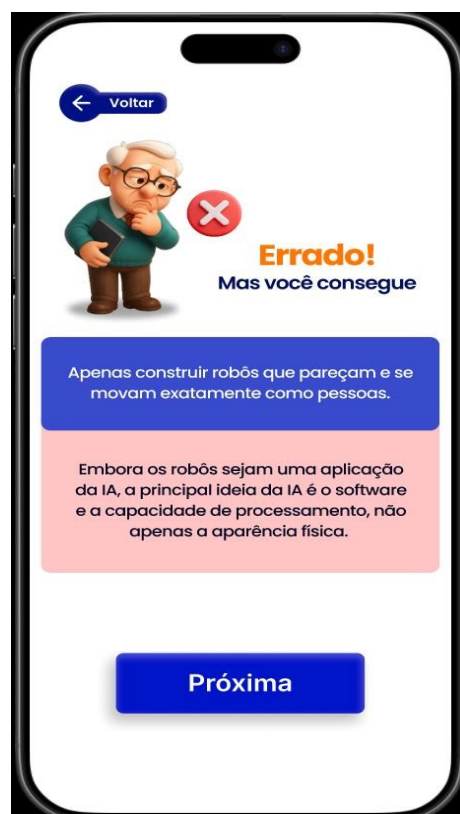 Voltar
Errado!
Mas você consegue
Apenas construir robôs que pareçam e se
movam exatamente como pessoas.
Embora os robôs sejam uma aplicação
da IA, a principal ideia da IA é o software
e a capacidade de processamento, não
apenas a aparência física.
Próxima